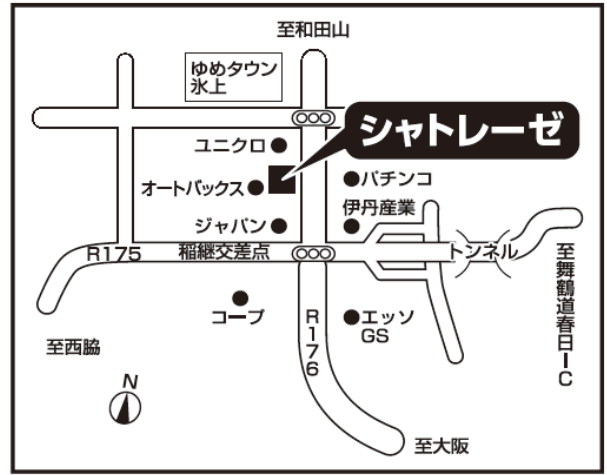 至和田山
ゆめタウン
氷上
シャトレーゼ
ユニクロ
オートバックス
パチンコ
伊丹産業
ジャパン
R175
稲継交差点
トンネル
至舞鶴道春日IC
コープ
R176
エッソ
GS
至西脇
N
至大阪